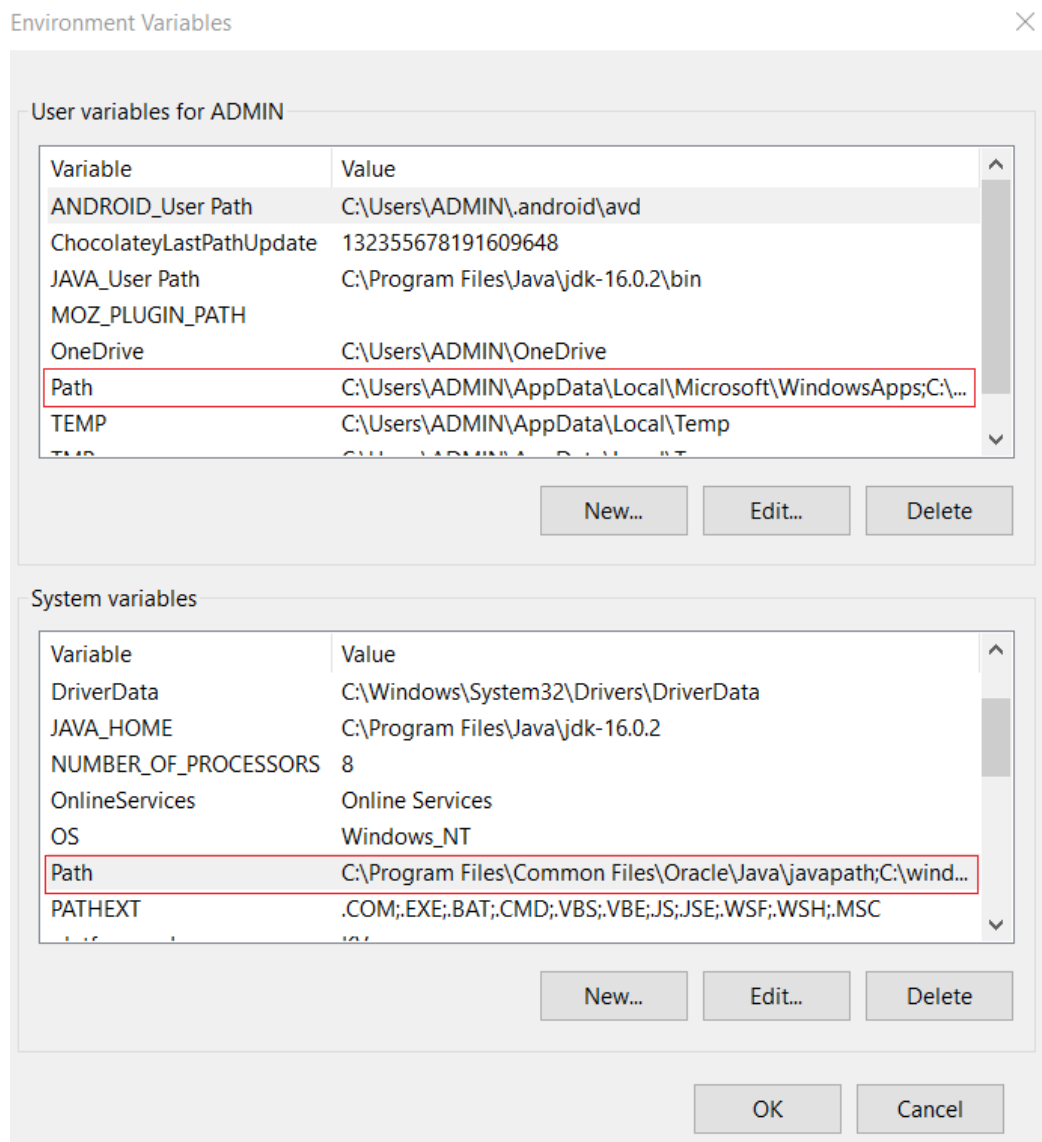 Environment Variables
User variables for ADMIN
Variable Value
ANDROID_User Path C:\Users\ADMIN\.android\avd
ChocolateyLastPathUpdate 132355678191609648
JAVA_User Path C:\Program Files\Java\jdk-16.0.2\bin
MOZ_PLUGIN_PATH
OneDrive C:\Users\ADMIN\OneDrive
Path C:\Users\ADMIN\AppData\Local\Microsoft\WindowsApps;C:\...
TEMP C:\Users\ADMIN\AppData\Local\Temp
New... Edit... Delete
System variables
Variable Value
DriverData C:\Windows\System32\Drivers\DriverData
JAVA_HOME C:\Program Files\Java\jdk-16.0.2
NUMBER_OF_PROCESSORS 8
OnlineServices Online Services
OS Windows_NT
Path C:\Program Files\Common Files\Oracle\Java\javapath;C:\wind...
PATHEXT .COM;.EXE;.BAT;.CMD;.VBS;.VBE;.JS;.JSE;.WSF;.WSH;.MSC
New... Edit... Delete
OK Cancel